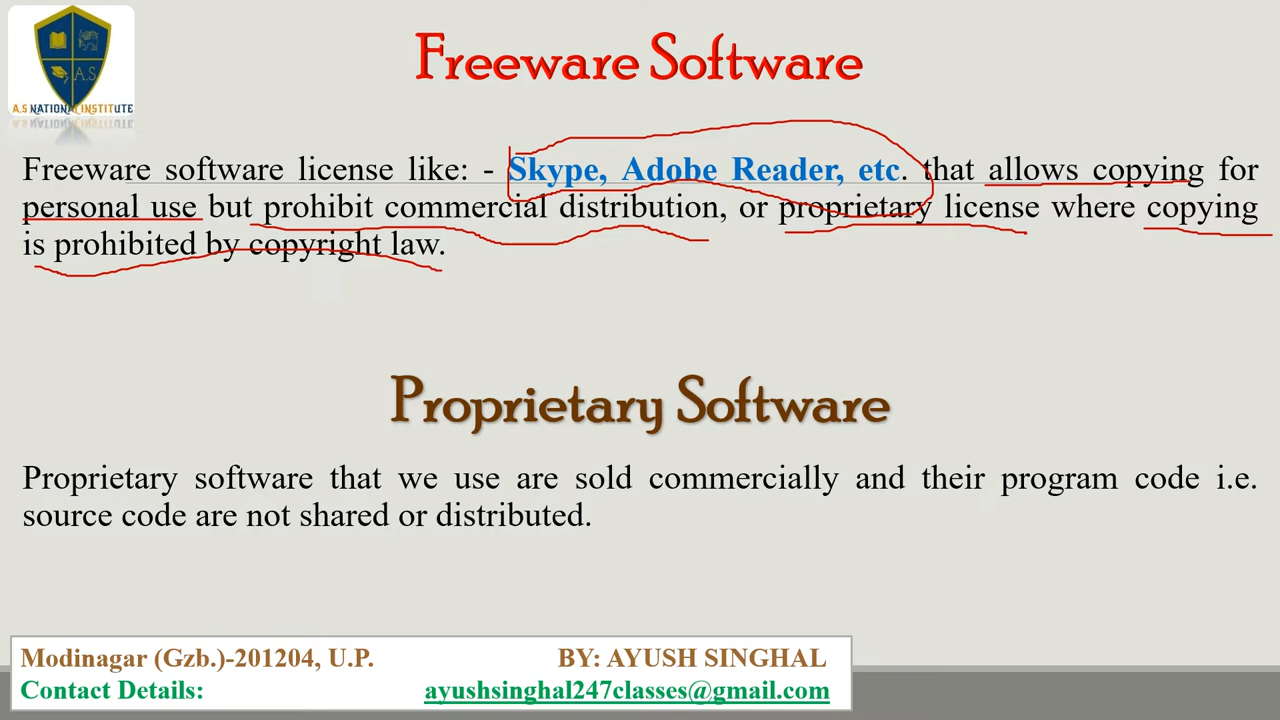 A.S
A.S NATIONAL INSTITUTE
Freeware Software
Freeware software license like: - Skype, Adobe Reader, etc. that allows copying for
personal use but prohibit commercial distribution, or proprietary license where copying
is prohibited by copyright law.
Proprietary Software
Proprietary software that we use are sold commercially and their program code i.e.
source code are not shared or distributed.
Modinagar (Gzb.)-201204, U.P. BY: AYUSH SINGHAL
Contact Details: ayushsinghal247classes@gmail.com